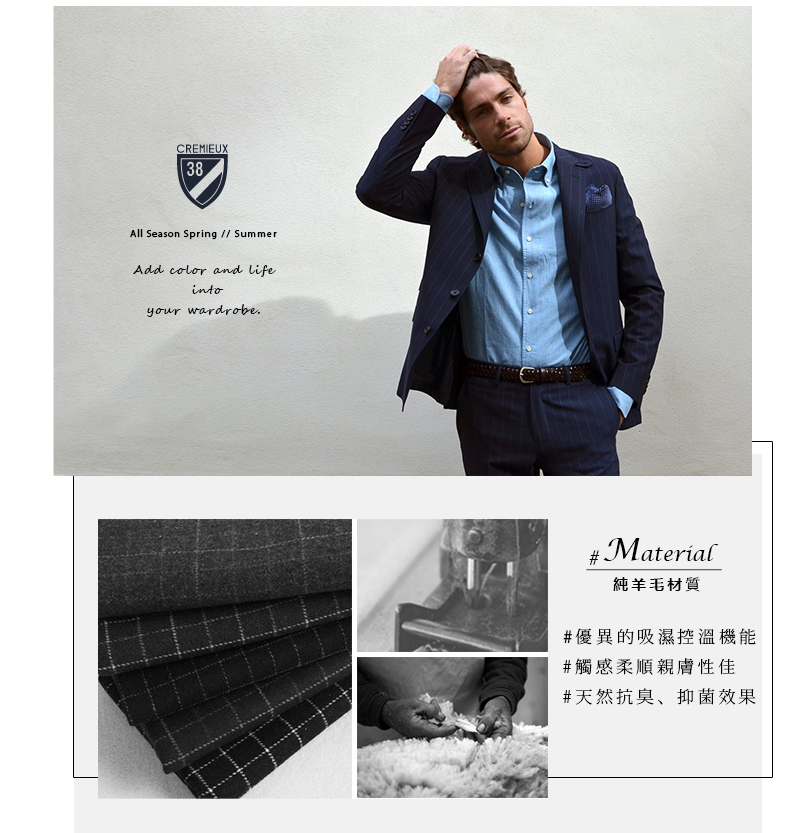 CREMIEUX
38
All Season Spring // Summer
Add color and life
into
your wardrobe.
# Material
純羊毛材質
#優異的吸濕控溫機能
#觸感柔順親膚性佳
#天然抗臭、抑菌效果